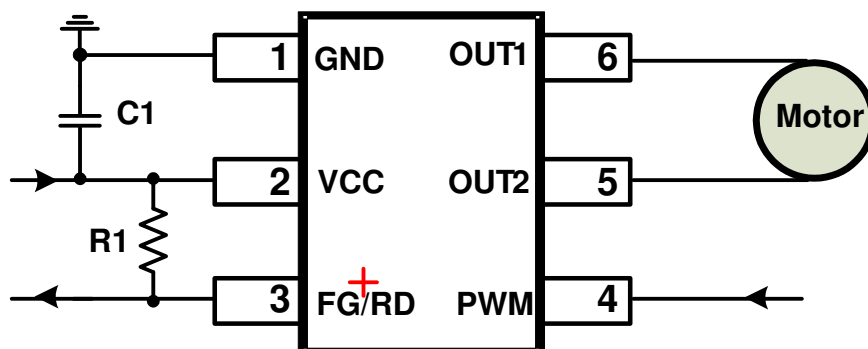 1 GND OUT1 6
C1 Motor
2 VCC OUT2 5
R1
3 FG/RD PWM 4